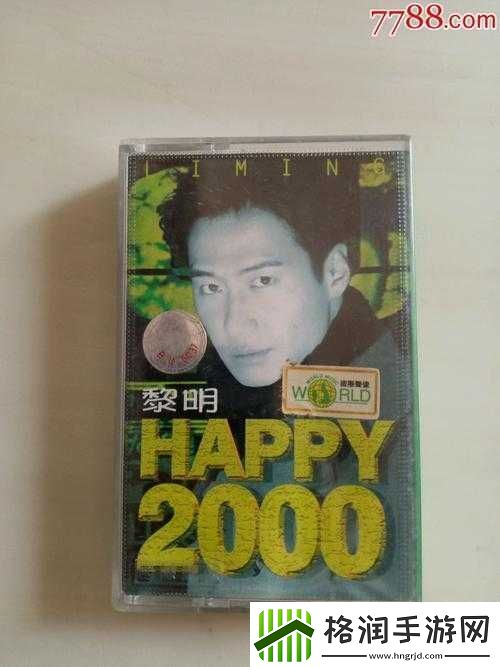 7788.com
LIMING
黎明
WORLD
HAPPY
2000
格润手游网
www.hngrjd.com